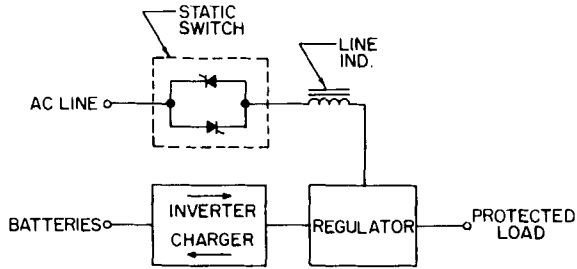 STATIC
SWITCH
LINE
IND.
AC LINE
BATTERIES
INVERTER
CHARGER
REGULATOR
PROTECTED
LOAD